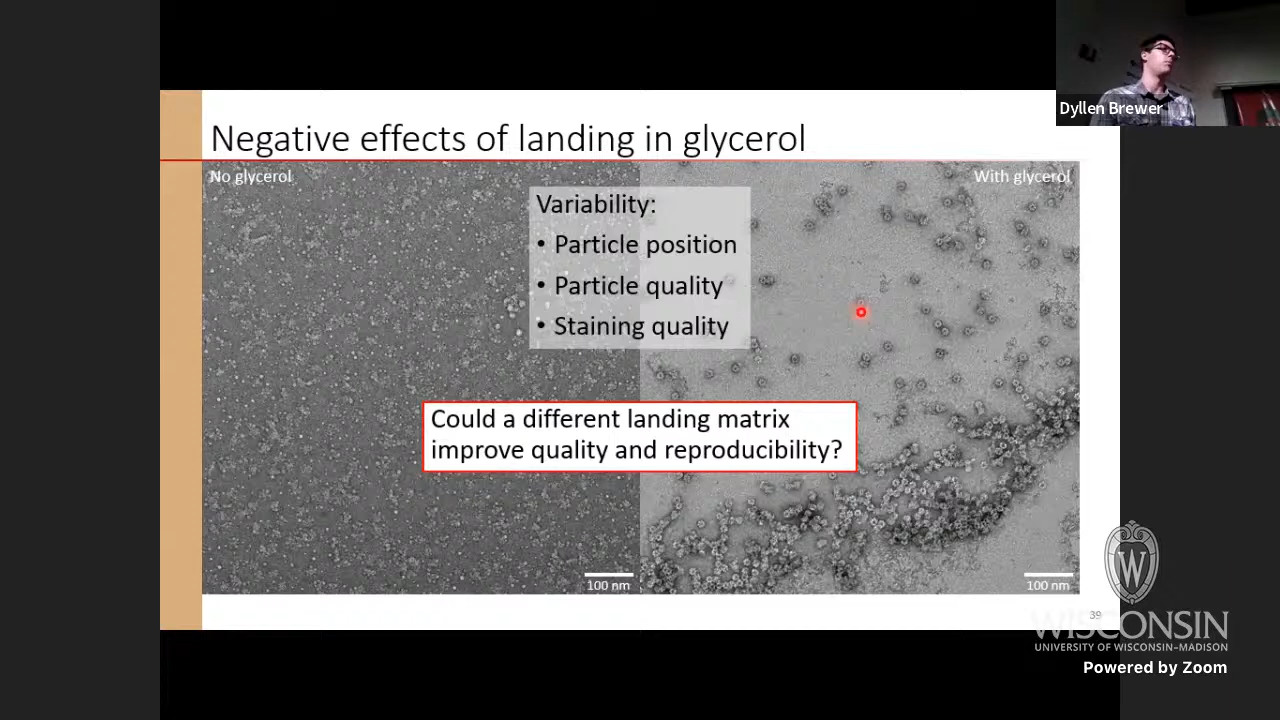 Dyllen Brewer
Negative effects of landing in glycerol
No glycerol
With glycerol
Variability:
• Particle position
• Particle quality
• Staining quality
Could a different landing matrix
improve quality and reproducibility?
100 nm
100 nm
39
W
WISCONSIN
UNIVERSITY OF WISCONSIN–MADISON
Powered by Zoom